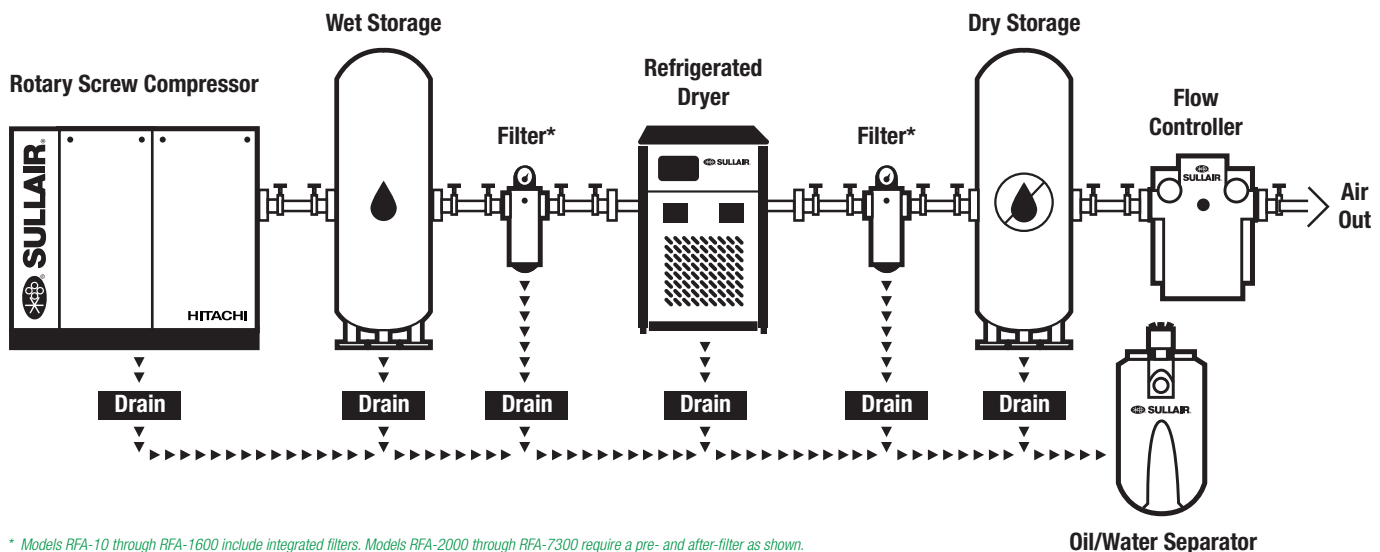 Wet Storage
Dry Storage
Rotary Screw Compressor
Refrigerated
Dryer
Flow
Controller
Filter*
Filter*
SULLAIR
HITACHI
SULLAIR
SULLAIR
Air
Out
Drain
Drain
Drain
Drain
Drain
Drain
SULLAIR
Oil/Water Separator
* Models RFA-10 through RFA-1600 include integrated filters. Models RFA-2000 through RFA-7300 require a pre- and after-filter as shown.